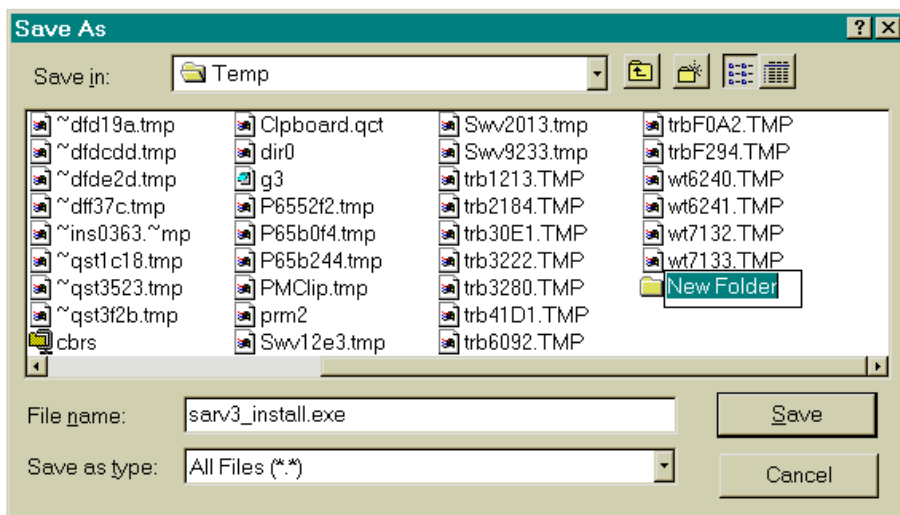 Save As
Save in:
Temp
~dfd19a.tmp
~dfdcdd.tmp
~dfde2d.tmp
~dff37c.tmp
~ins0363.~mp
~qst1c18.tmp
~qst3523.tmp
~qst3f2b.tmp
cbrs
Clpboard.qct
dir0
g3
P6552f2.tmp
P65b0f4.tmp
P65b244.tmp
PMClip.tmp
prm2
Swv12e3.tmp
Swv2013.tmp
Swv9233.tmp
trb1213.TMP
trb2184.TMP
trb30E1.TMP
trb3222.TMP
trb3280.TMP
trb41D1.TMP
trb6092.TMP
trbF0A2.TMP
trbF294.TMP
wt6240.TMP
wt6241.TMP
wt7132.TMP
wt7133.TMP
New Folder
File name:
sarv3_install.exe
Save
Save as type:
All Files (*.*)
Cancel